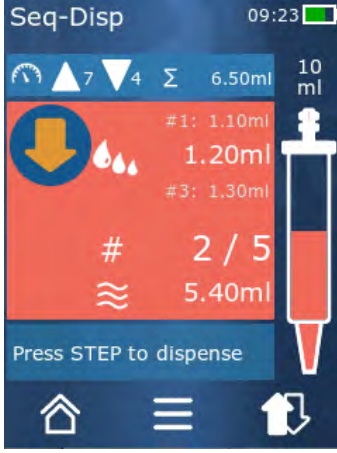 Seq-Disp 09:23
7 4 Σ 6.50ml
10 ml
#1: 1.10ml
1.20ml
#3: 1.30ml
# 2 / 5
5.40ml
Press STEP to dispense